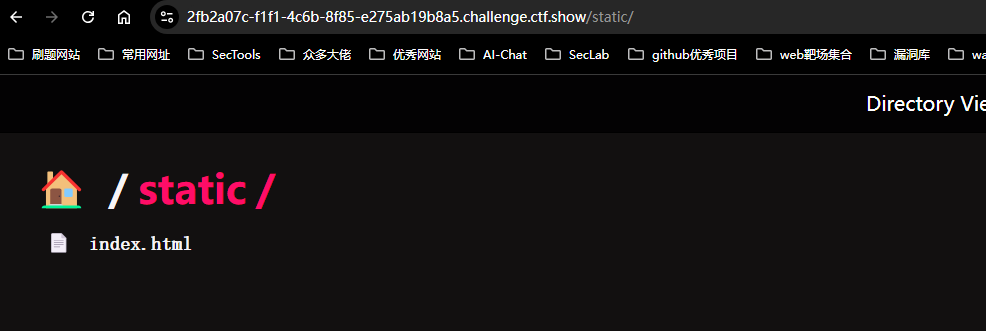 2fb2a07c-f1f1-4c6b-8f85-e275ab19b8a5.challenge.ctf.show/static/
刷题网站 常用网址 SecTools 众多大佬 优秀网站 AI-Chat SecLab github优秀项目 web靶场集合 漏洞库 wa
Directory Vie
/ static /
index.html